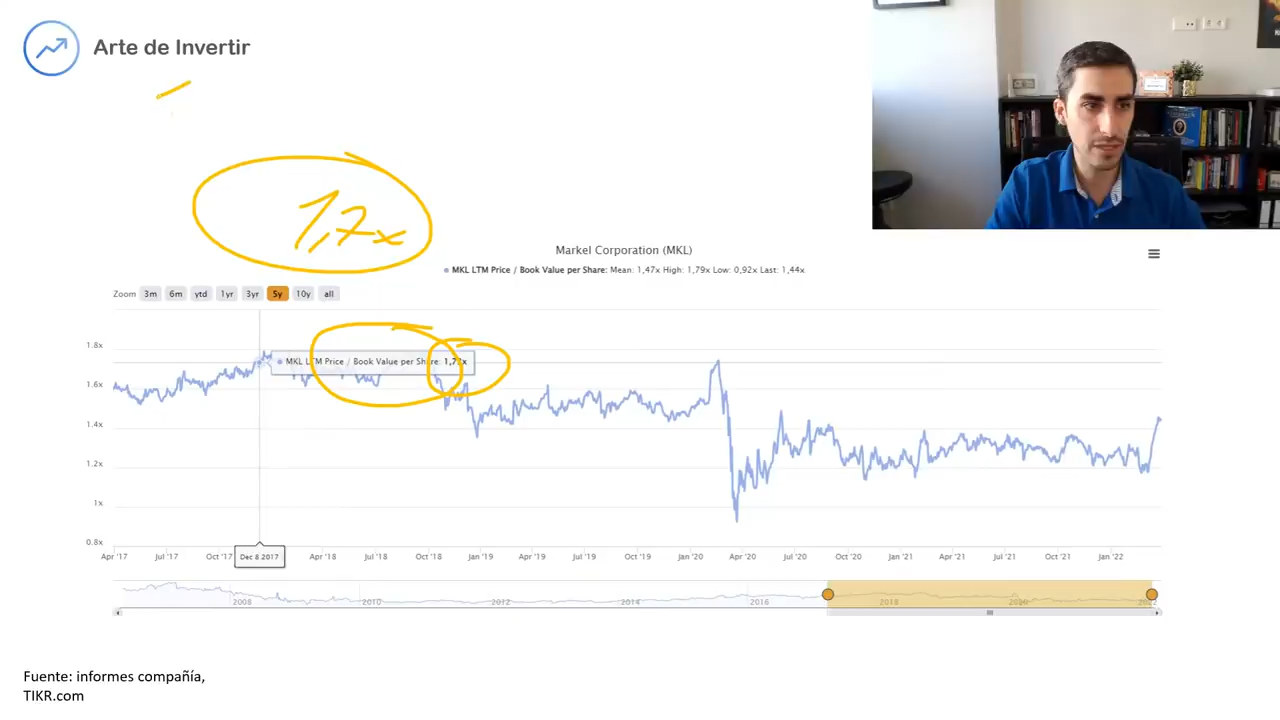 Arte de Invertir
1,7x
Markel Corporation (MKL)
MKL LTM Price / Book Value per Share: Mean: 1,47x High: 1,79x Low: 0,92x Last: 1,44x
Zoom 3m 6m ytd 1yr 3yr 5y 10y all
1.8x
MKL LTM Price / Book Value per Share:
1.6x
1.4x
1.2x
1x
0.8x
Apr '17 Jul '17 Oct '17 Dec 8 2017 Apr '18 Jul '18 Oct '18 Jan '19 Apr '19 Jul '19 Oct '19 Jan '20 Apr '20 Jul '20 Oct '20 Jan '21 Apr '21 Jul '21 Oct '21 Jan '22
2008 2010 2012 2014 2016 2018 2020 2022
Fuente: informes compañía,
TIKR.com